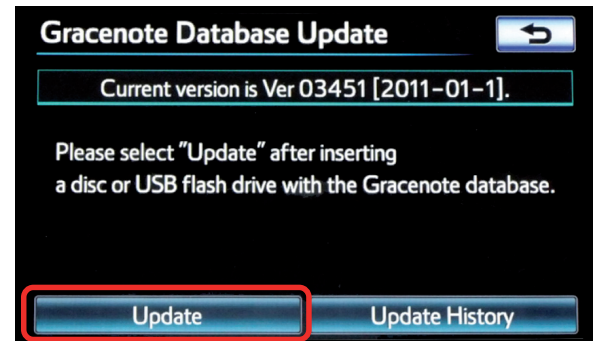 Gracenote Database Update
Current version is Ver 03451 [2011-01-1].
Please select "Update" after inserting
a disc or USB flash drive with the Gracenote database.
Update
Update History